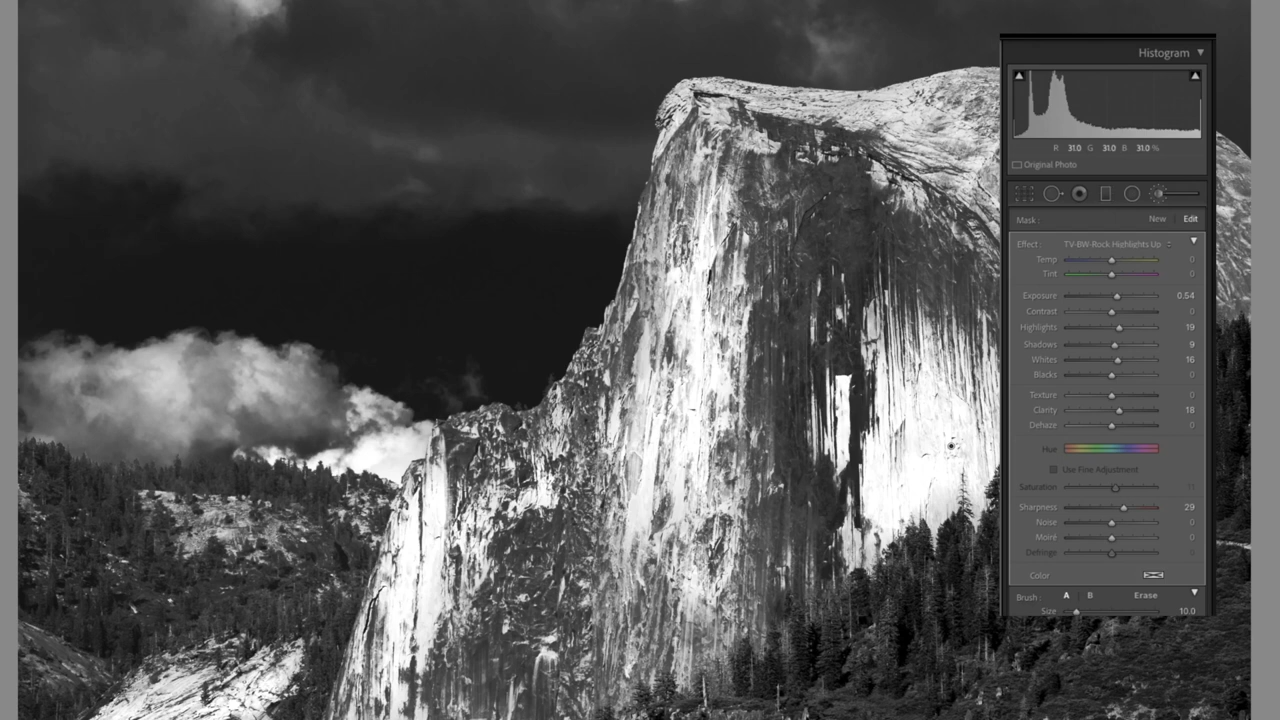 Histogram
R 31.0 G 31.0 B 31.0 %
Original Photo
Mask : New Edit
Effect : TV-BW-Rock Highlights Up
Temp 0
Tint 0
Exposure 0.54
Contrast 0
Highlights 19
Shadows 9
Whites 16
Blacks 0
Texture 0
Clarity 18
Dehaze 0
Hue
Use Fine Adjustment
Saturation
Sharpness 29
Noise 0
Moiré 0
Defringe
Color
Brush : A B Erase
Size 10.0